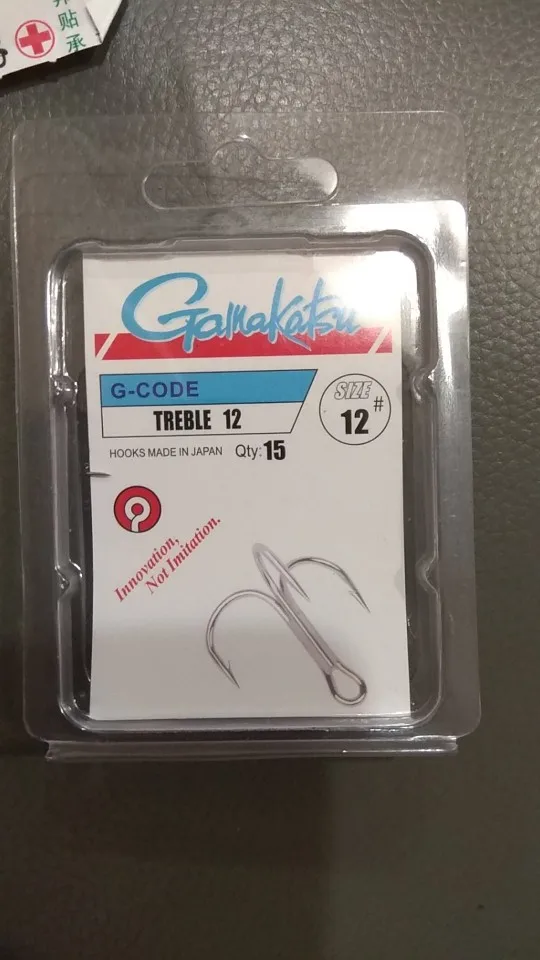 贴
承
Gamakatsu
G-CODE
TREBLE 12
SIZE
12#
HOOKS MADE IN JAPAN Qty: 15
Innovation,
Not Imitation.